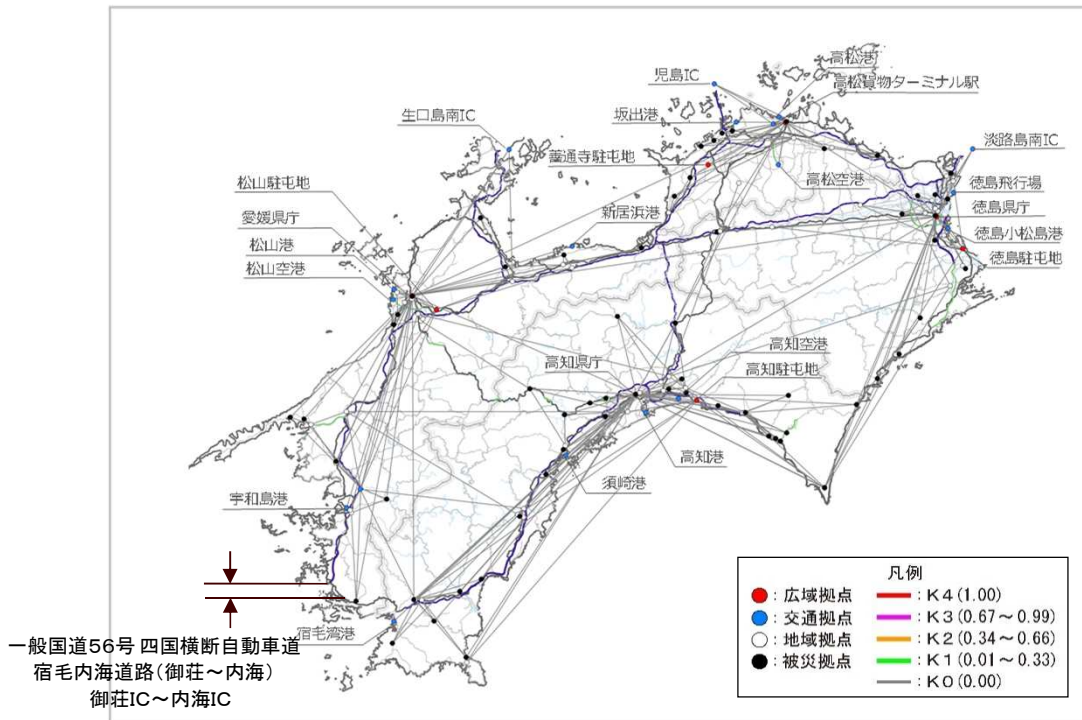 高松港
児島IC
高松貨物ターミナル駅
坂出港
生口島南IC
淡路島南IC
善通寺駐屯地
高松空港
徳島飛行場
松山駐屯地
徳島県庁
愛媛県庁
新居浜港
徳島小松島港
松山港
徳島駐屯地
松山空港
高知空港
高知県庁
高知駐屯地
高知港
須崎港
宇和島港
宿毛湾港
一般国道56号 四国横断自動車道
宿毛内海道路(御荘～内海)
御荘IC～内海IC
凡例
：広域拠点
：K4(1.00)
：交通拠点
：K3(0.67～0.99)
：K2(0.34～0.66)
：地域拠点
：K1(0.01～0.33)
：被災拠点
：K0(0.00)